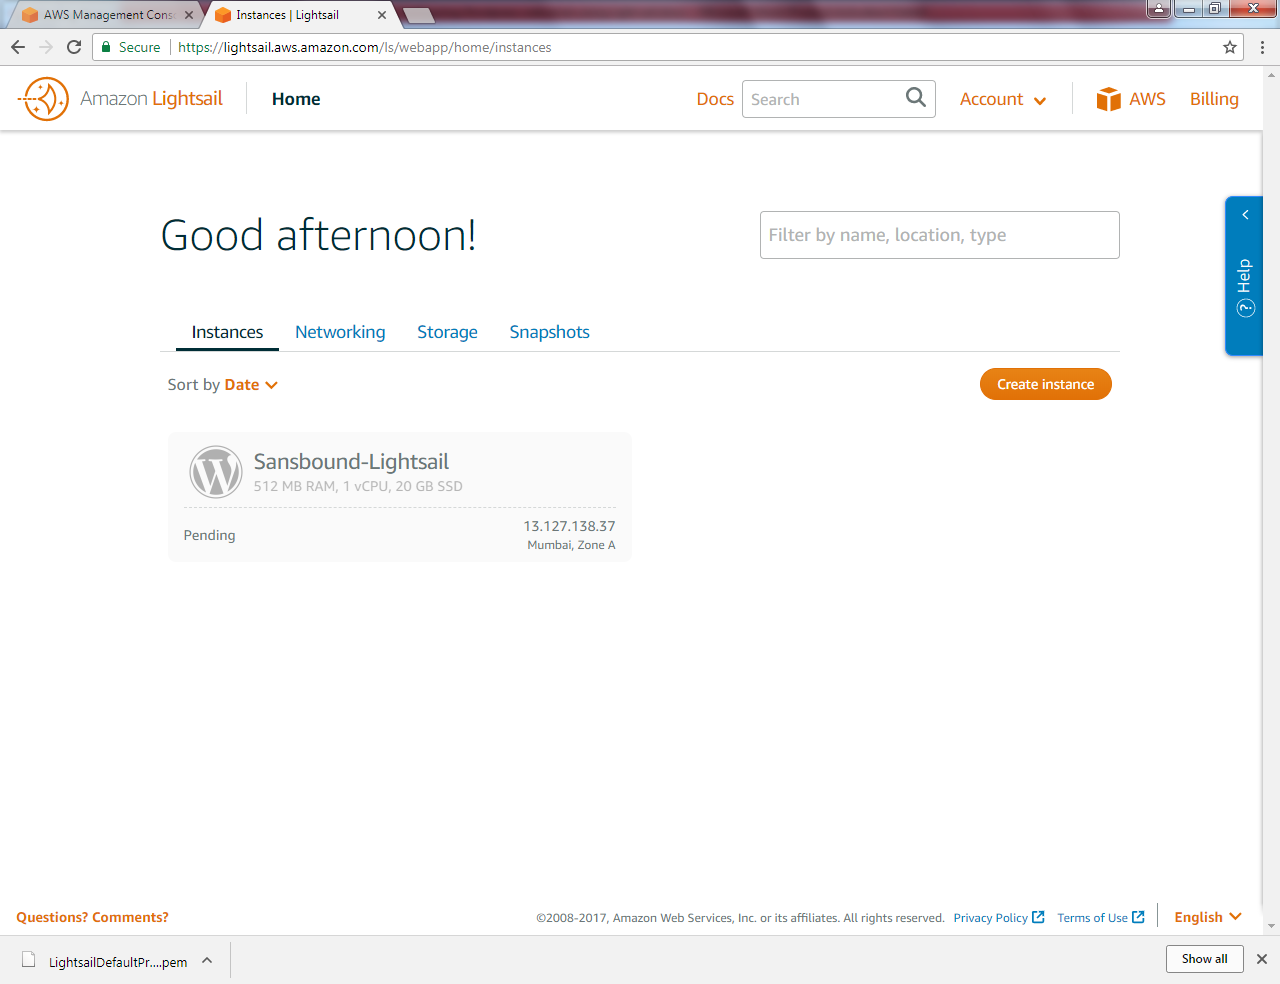 AWS Management Conso
Instances | Lightsail
Secure
https://lightsail.aws.amazon.com/ls/webapp/home/instances
Amazon Lightsail
Home
Docs
Search
Account
AWS
Billing
Good afternoon!
Filter by name, location, type
Help
Instances
Networking
Storage
Snapshots
Sort by Date
Create instance
Sansbound-Lightsail
512 MB RAM, 1 vCPU, 20 GB SSD
Pending
13.127.138.37
Mumbai, Zone A
Questions? Comments?
©2008-2017, Amazon Web Services, Inc. or its affiliates. All rights reserved.
Privacy Policy
Terms of Use
English
LightsailDefaultPr....pem
Show all